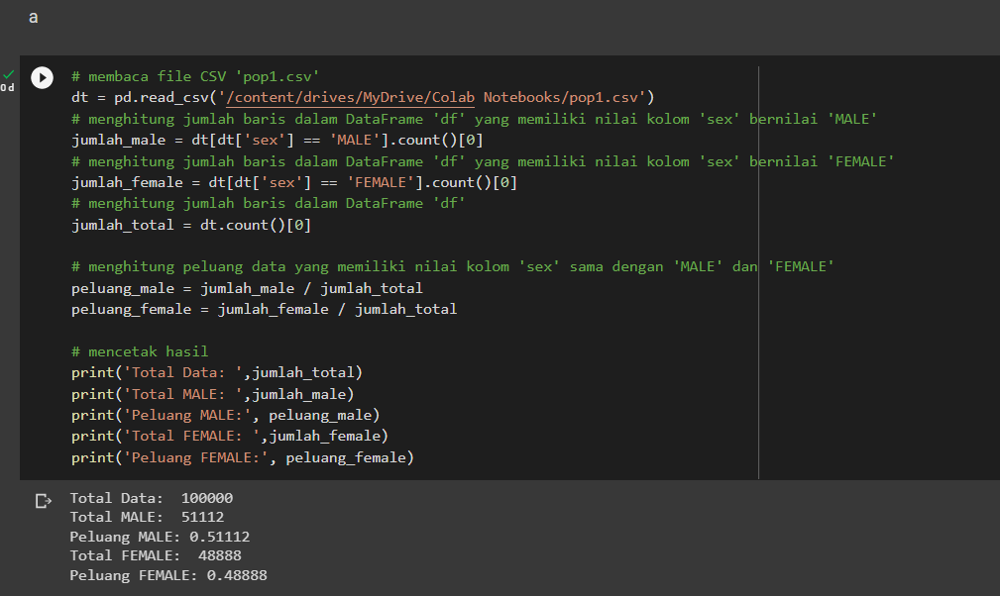 a
0d
# membaca file CSV 'pop1.csv'
dt = pd.read_csv('/content/drives/MyDrive/Colab Notebooks/pop1.csv')
# menghitung jumlah baris dalam DataFrame 'df' yang memiliki nilai kolom 'sex' bernilai 'MALE'
jumlah_male = dt[dt['sex'] == 'MALE'].count()[0]
# menghitung jumlah baris dalam DataFrame 'df' yang memiliki nilai kolom 'sex' bernilai 'FEMALE'
jumlah_female = dt[dt['sex'] == 'FEMALE'].count()[0]
# menghitung jumlah baris dalam DataFrame 'df'
jumlah_total = dt.count()[0]
# menghitung peluang data yang memiliki nilai kolom 'sex' sama dengan 'MALE' dan 'FEMALE'
peluang_male = jumlah_male / jumlah_total
peluang_female = jumlah_female / jumlah_total
# mencetak hasil
print('Total Data: ',jumlah_total)
print('Total MALE: ',jumlah_male)
print('Peluang MALE:', peluang_male)
print('Total FEMALE: ',jumlah_female)
print('Peluang FEMALE:', peluang_female)
Total Data:  100000
Total MALE:  51112
Peluang MALE: 0.51112
Total FEMALE:  48888
Peluang FEMALE: 0.48888